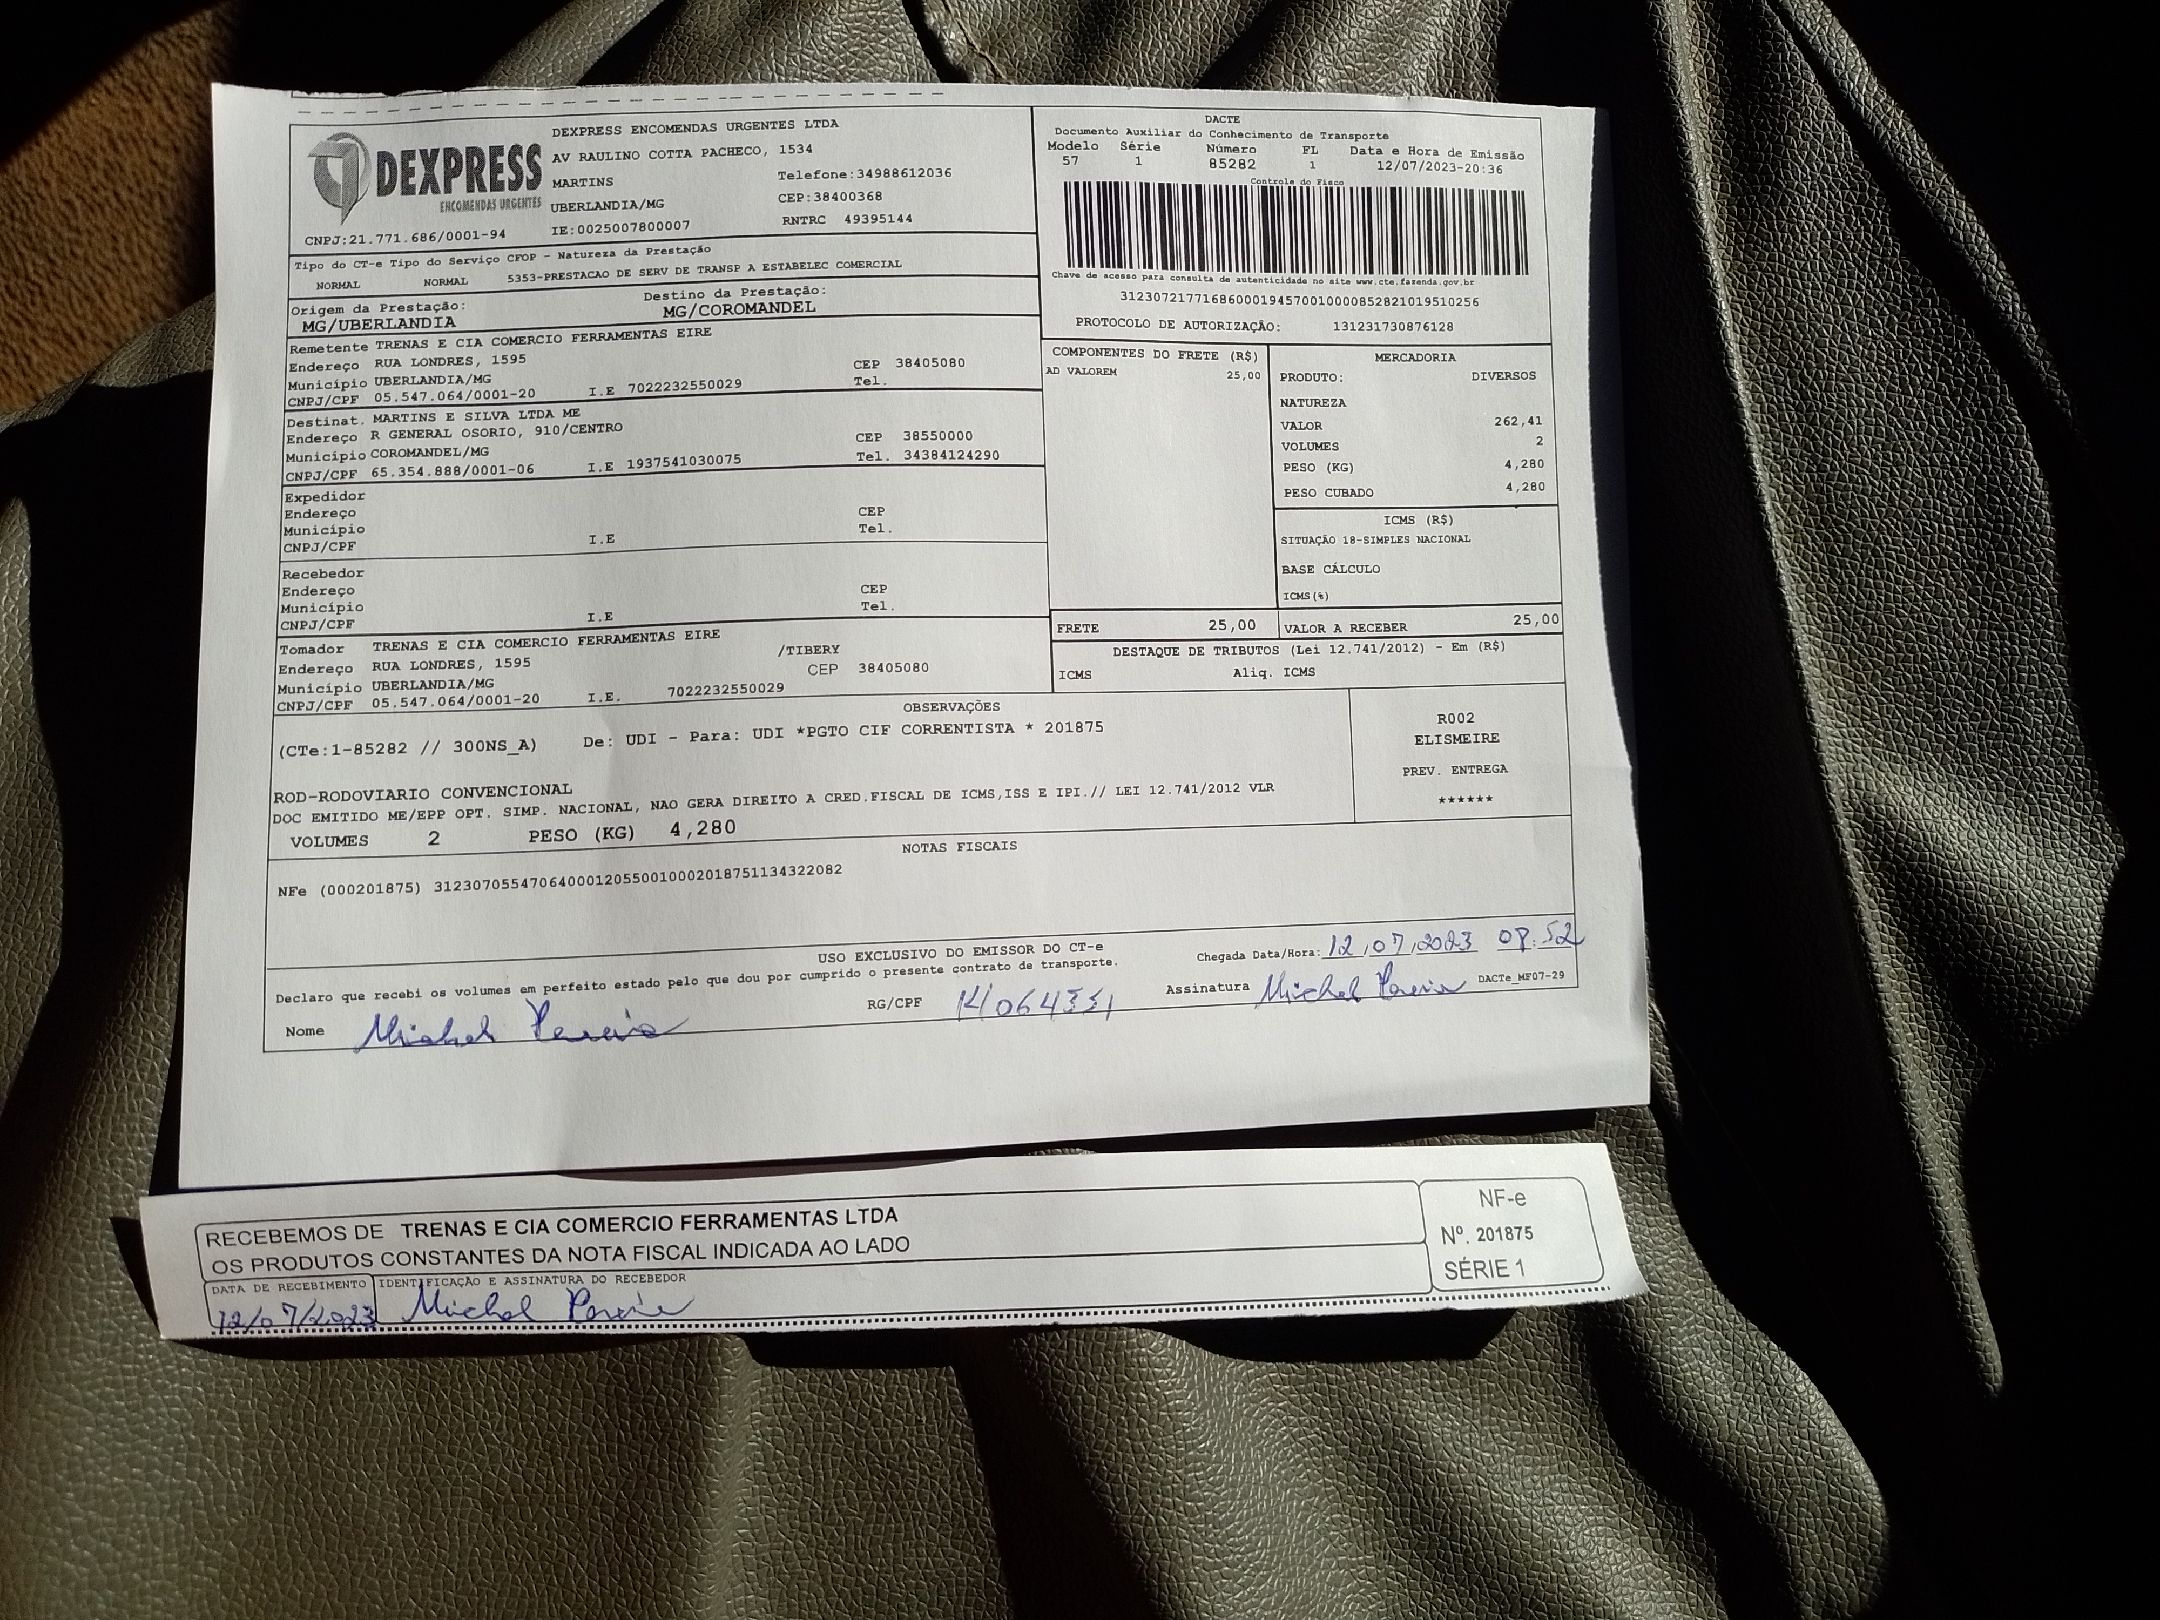 DEXPRESS
ENCOMENDAS URGENTES
CNPJ:21.771.686/0001-94
DEXPRESS ENCOMENDAS URGENTES LTDA
AV RAULINO COTTA PACHECO, 1534
MARTINS Telefone:34988612036
UBERLANDIA/MG CEP:38400368
IE:0025007800007 RNTRC 49395144
DACTE
Documento Auxiliar do Conhecimento de Transporte
Modelo Série Número FL Data e Hora de Emissão
57 1 85282 1 12/07/2023-20:36
Controle do Fisco
Chave de acesso para consulta de autenticidade no site www.cte.fazenda.gov.br
31230721771686000194570010000852821019510256
PROTOCOLO DE AUTORIZAÇÃO: 131231730876128
Tipo do CT-e Tipo do Serviço CFOP - Natureza da Prestação
NORMAL NORMAL 5353-PRESTACAO DE SERV DE TRANSP A ESTABELEC COMERCIAL
Origem da Prestação: Destino da Prestação:
MG/UBERLANDIA MG/COROMANDEL
Remetente TRENAS E CIA COMERCIO FERRAMENTAS EIRE
Endereço RUA LONDRES, 1595 CEP 38405080
Município UBERLANDIA/MG Tel.
CNPJ/CPF 05.547.064/0001-20 I.E 7022232550029
Destinat. MARTINS E SILVA LTDA ME
Endereço R GENERAL OSORIO, 910/CENTRO CEP 38550000
Município COROMANDEL/MG Tel. 34384124290
CNPJ/CPF 65.354.888/0001-06 I.E 1937541030075
Expedidor
Endereço CEP
Município Tel.
CNPJ/CPF I.E
Recebedor
Endereço CEP
Município Tel.
CNPJ/CPF I.E
Tomador TRENAS E CIA COMERCIO FERRAMENTAS EIRE /TIBERY
Endereço RUA LONDRES, 1595 CEP 38405080
Município UBERLANDIA/MG
CNPJ/CPF 05.547.064/0001-20 I.E. 7022232550029
COMPONENTES DO FRETE (R$)
AD VALOREM 25,00
MERCADORIA
PRODUTO: DIVERSOS
NATUREZA
VALOR 262,41
VOLUMES 2
PESO (KG) 4,280
PESO CUBADO 4,280
ICMS (R$)
SITUAÇÃO 18-SIMPLES NACIONAL
BASE CÁLCULO
ICMS(%)
FRETE 25,00 VALOR A RECEBER 25,00
DESTAQUE DE TRIBUTOS (Lei 12.741/2012) - Em (R$)
ICMS Aliq. ICMS
OBSERVAÇÕES
(CTe:1-85282 // 300NS_A) De: UDI - Para: UDI *PGTO CIF CORRENTISTA * 201875
ROD-RODOVIARIO CONVENCIONAL
DOC EMITIDO ME/EPP OPT. SIMP. NACIONAL, NAO GERA DIREITO A CRED.FISCAL DE ICMS,ISS E IPI.// LEI 12.741/2012 VLR
VOLUMES 2 PESO (KG) 4,280
R002
ELISMEIRE
PREV. ENTREGA
******
NOTAS FISCAIS
NFe (000201875) 31230705547064000120550010002018751134322082
USO EXCLUSIVO DO EMISSOR DO CT-e
Declaro que recebi os volumes em perfeito estado pelo que dou por cumprido o presente contrato de transporte.
Chegada Data/Hora: 12/07/2023
Nome Michel Pereira RG/CPF Assinatura Michel Pereira DACTe_MF07-29
RECEBEMOS DE TRENAS E CIA COMERCIO FERRAMENTAS LTDA
OS PRODUTOS CONSTANTES DA NOTA FISCAL INDICADA AO LADO
DATA DE RECEBIMENTO IDENTIFICAÇÃO E ASSINATURA DO RECEBEDOR
12/07/2023 Michel Pereira
NF-e
Nº. 201875
SÉRIE 1